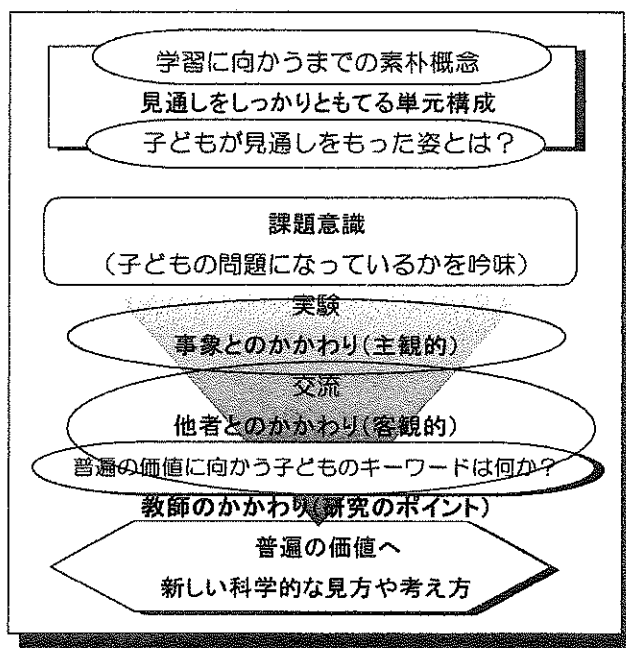 学習に向かうまでの素朴概念
見通しをしっかりともてる単元構成
子どもが見通しをもった姿とは？
課題意識
（子どもの問題になっているかを吟味）
実験
事象とのかかわり(主観的)
交流
他者とのかかわり(客観的)
普遍の価値に向かう子どものキーワードは何か？
教師のかかわり(研究のポイント)
普遍の価値へ
新しい科学的な見方や考え方